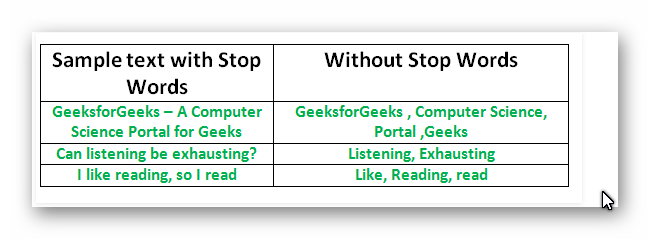 Sample text with Stop Words
Without Stop Words
GeeksforGeeks – A Computer Science Portal for Geeks
GeeksforGeeks , Computer Science, Portal ,Geeks
Can listening be exhausting?
Listening, Exhausting
I like reading, so I read
Like, Reading, read